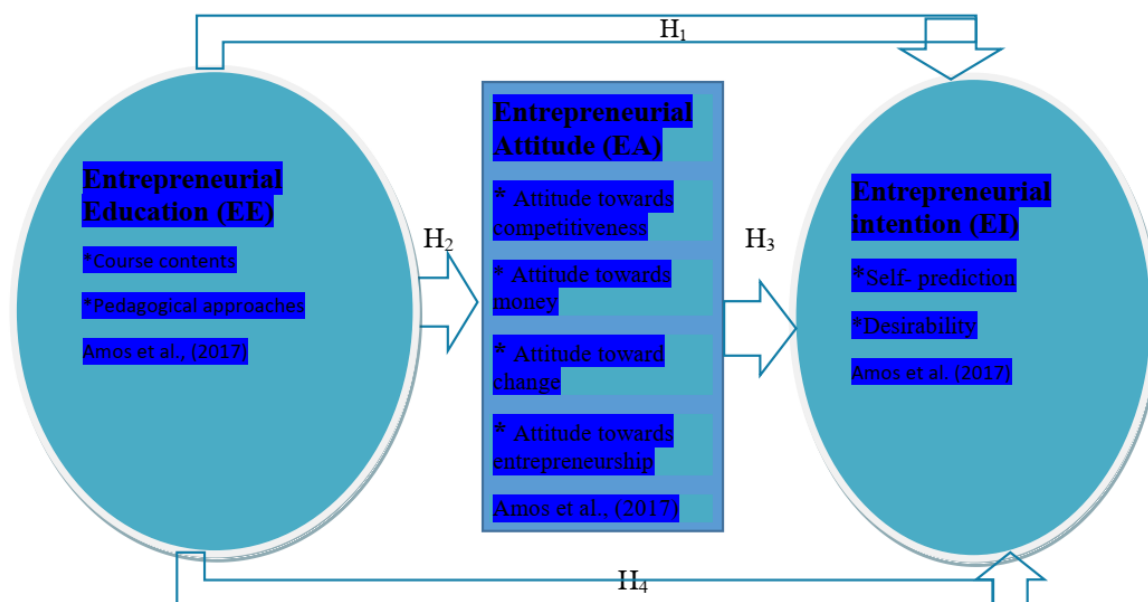 H₁
Entrepreneurial
Education (EE)
*Course contents
*Pedagogical approaches
Amos et al., (2017)
H₂
Entrepreneurial
Attitude (EA)
* Attitude towards
competitiveness
* Attitude towards
money
* Attitude toward
change
* Attitude towards
entrepreneurship
Amos et al., (2017)
H₃
Entrepreneurial
intention (EI)
*Self- prediction
*Desirability
Amos et al. (2017)
H₄